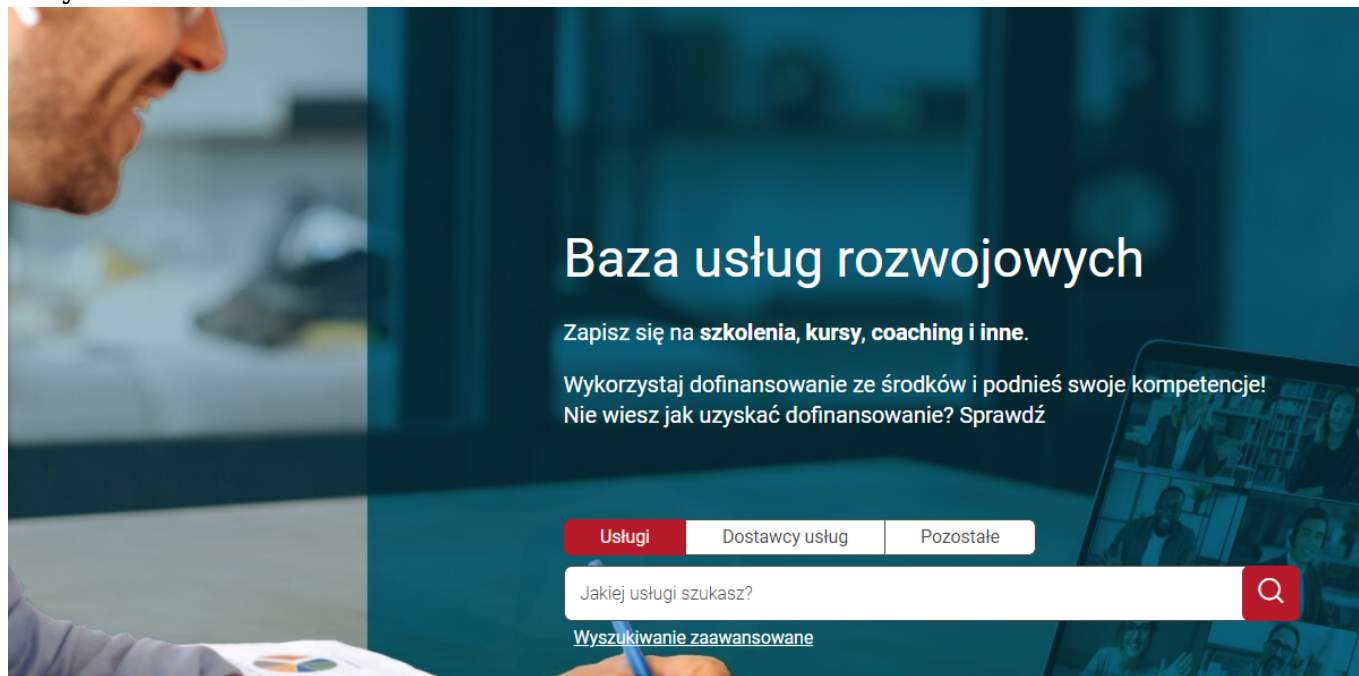 Baza usług rozwojowych
Zapisz się na szkolenia, kursy, coaching i inne.
Wykorzystaj dofinansowanie ze środków i podnieś swoje kompetencje!
Nie wiesz jak uzyskać dofinansowanie? Sprawdź
Usługi Dostawcy usług Pozostałe
Jakiej usługi szukasz?
Wyszukiwanie zaawansowane